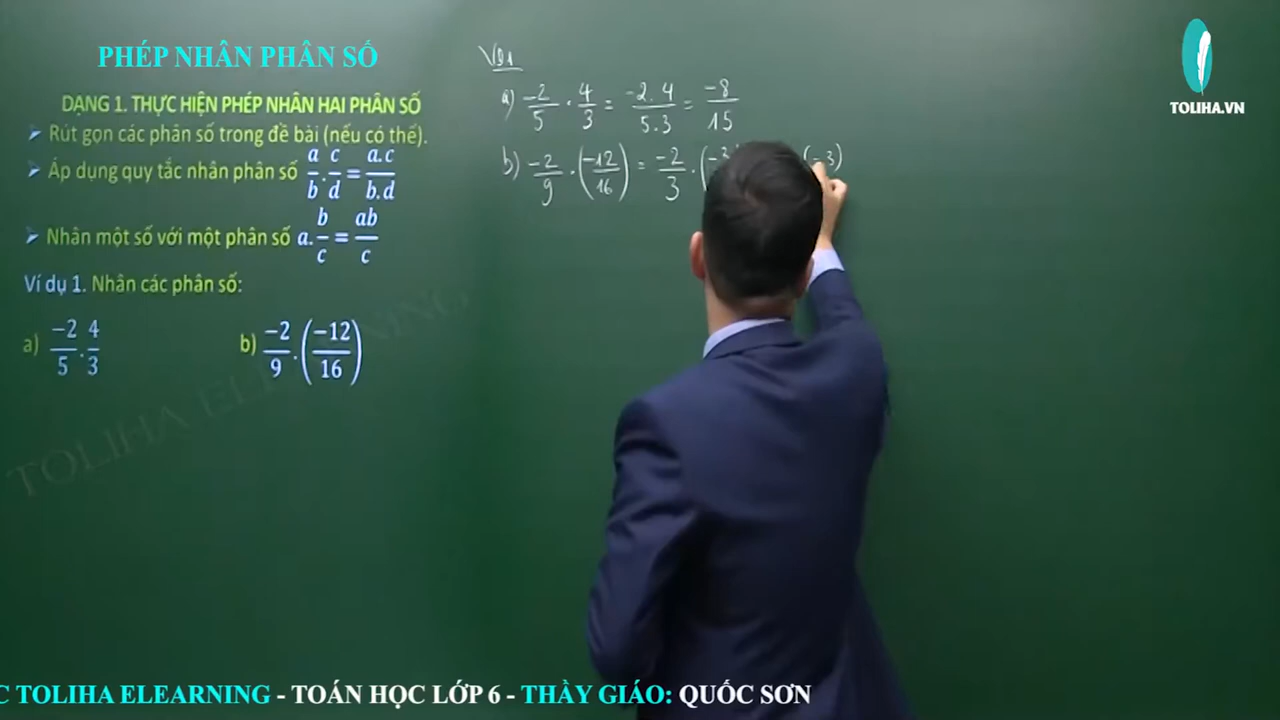 PHÉP NHÂN PHÂN SỐ
DẠNG 1. THỰC HIỆN PHÉP NHÂN HAI PHÂN SỐ
➢ Rút gọn các phân số trong đề bài (nếu có thể).
➢ Áp dụng quy tắc nhân phân số a/b . c/d = a.c/b.d
➢ Nhân một số với một phân số a. b/c = ab/c
Ví dụ 1. Nhân các phân số:
a) -2/5 . 4/3 b) -2/9 . (-12/16)
VD1
a) -2/5 . 4/3 = -2.4/5.3 = -8/15
b) -2/9 . (-12/16) = -2/3 . (-3 (-3)
TOLIHA.VN
TOLIHA ELEARNING
C TOLIHA ELEARNING - TOÁN HỌC LỚP 6 - THẦY GIÁO: QUỐC SƠN